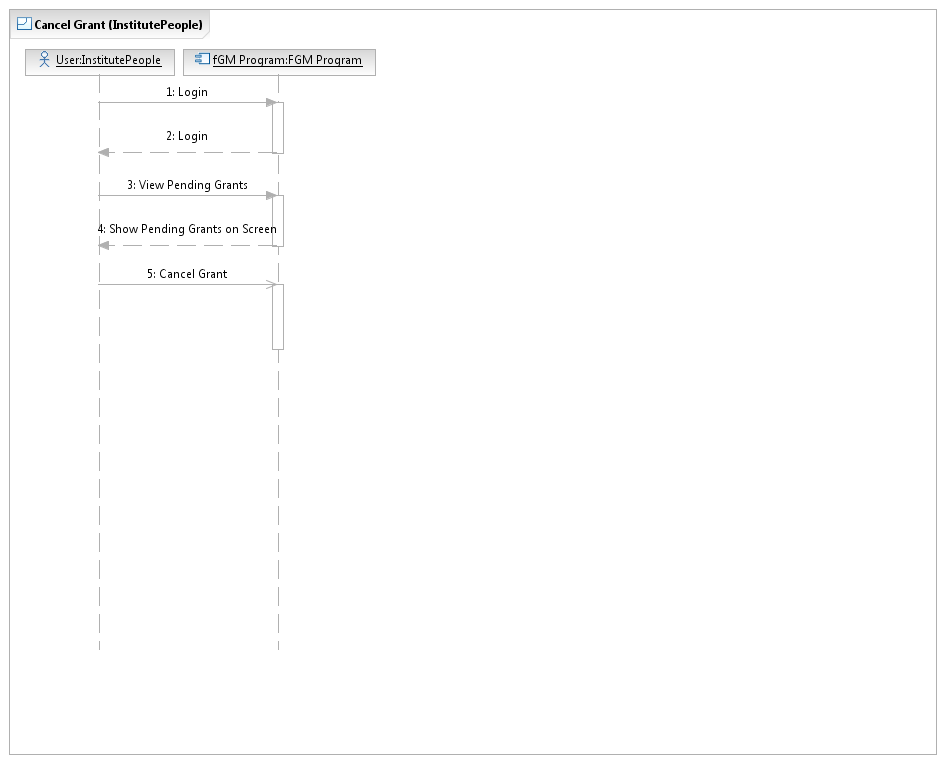 Cancel Grant (InstitutePeople)
User:InstitutePeople fGM Program:FGM Program
1: Login
2: Login
3: View Pending Grants
4: Show Pending Grants on Screen
5: Cancel Grant